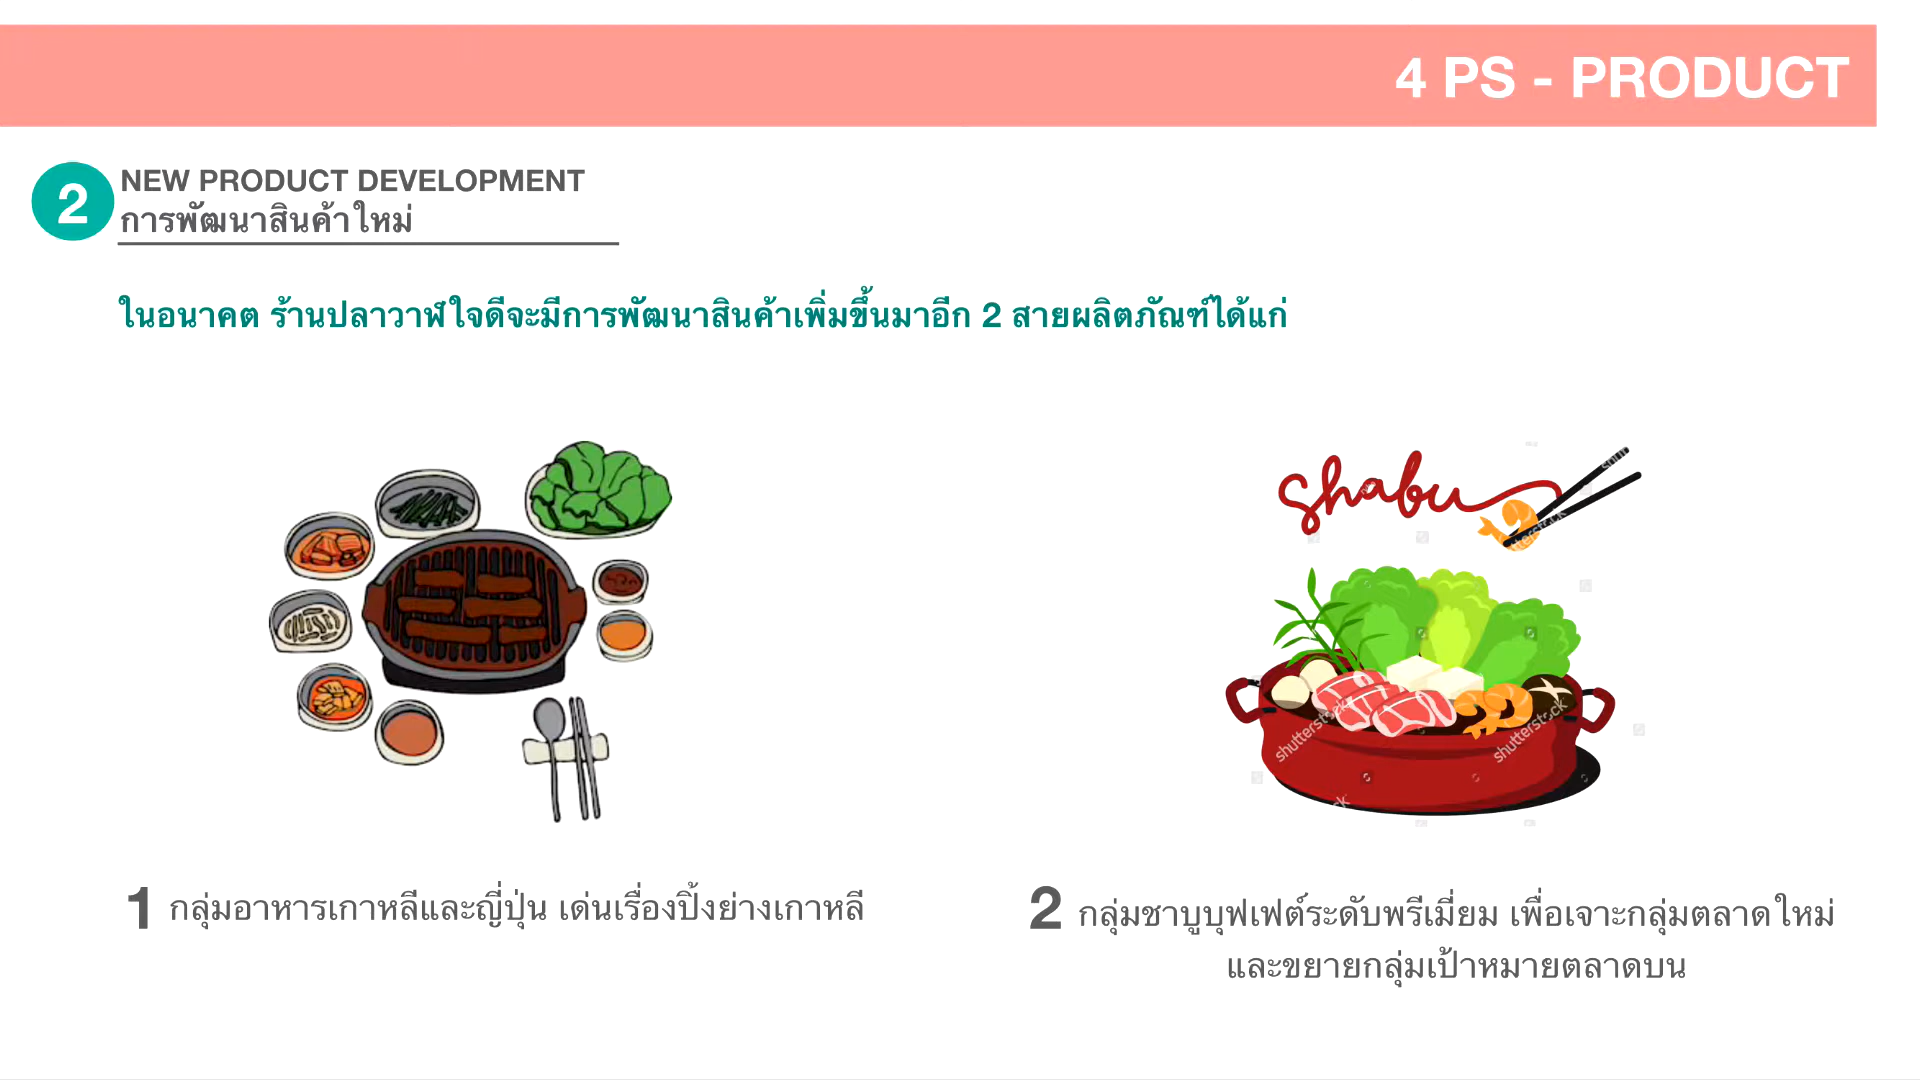 4 PS - PRODUCT
2
NEW PRODUCT DEVELOPMENT
การพัฒนาสินค้าใหม่
ในอนาคต ร้านปลาวาฬใจดีจะมีการพัฒนาสินค้าเพิ่มขึ้นมาอีก 2 สายผลิตภัณฑ์ได้แก่
shabu
shutterstock
shutterstock
1 กลุ่มอาหารเกาหลีและญี่ปุ่น เด่นเรื่องปิ้งย่างเกาหลี
2 กลุ่มชาบูบุฟเฟต์ระดับพรีเมี่ยม เพื่อเจาะกลุ่มตลาดใหม่
และขยายกลุ่มเป้าหมายตลาดบน